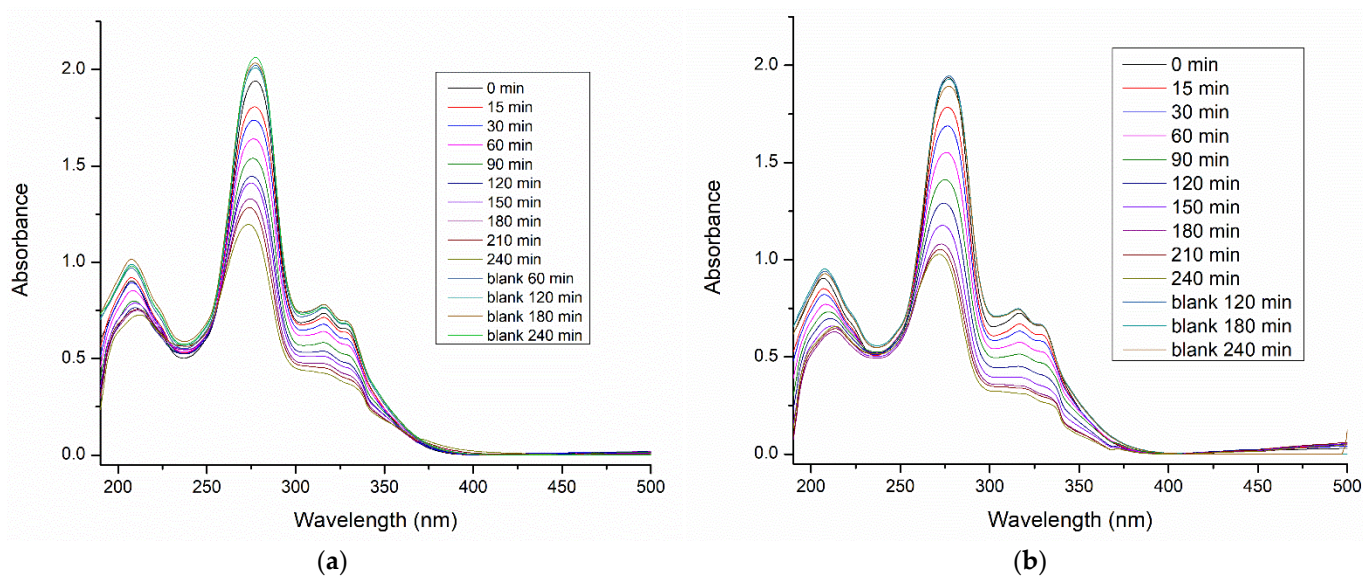 2.0
1.5
1.0
0.5
0.0
Absorbance
0 min
15 min
30 min
60 min
90 min
120 min
150 min
180 min
210 min
240 min
blank 60 min
blank 120 min
blank 180 min
blank 240 min
200 250 300 350 400 450 500
Wavelength (nm)
(a)
2.0
1.5
1.0
0.5
0.0
Absorbance
0 min
15 min
30 min
60 min
90 min
120 min
150 min
180 min
210 min
240 min
blank 120 min
blank 180 min
blank 240 min
200 250 300 350 400 450 500
Wavelength (nm)
(b)